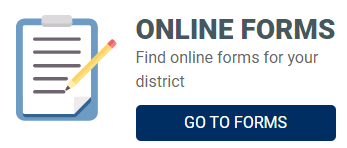 ONLINE FORMS
Find online forms for your
district
GO TO FORMS